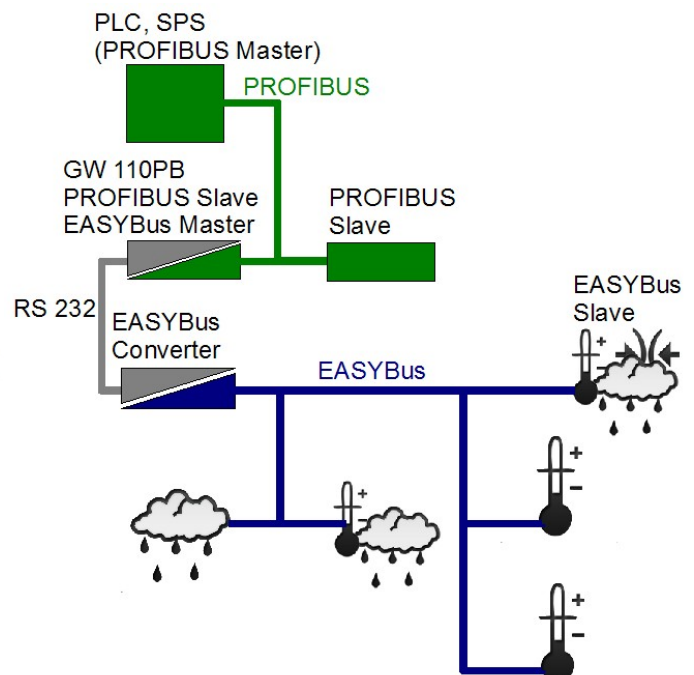 PLC, SPS
(PROFIBUS Master)
PROFIBUS
GW 110PB
PROFIBUS Slave
EASYBus Master
PROFIBUS
Slave
RS 232
EASYBus
Converter
EASYBus
EASYBus
Slave
+
−
+
−
+
−
+
−